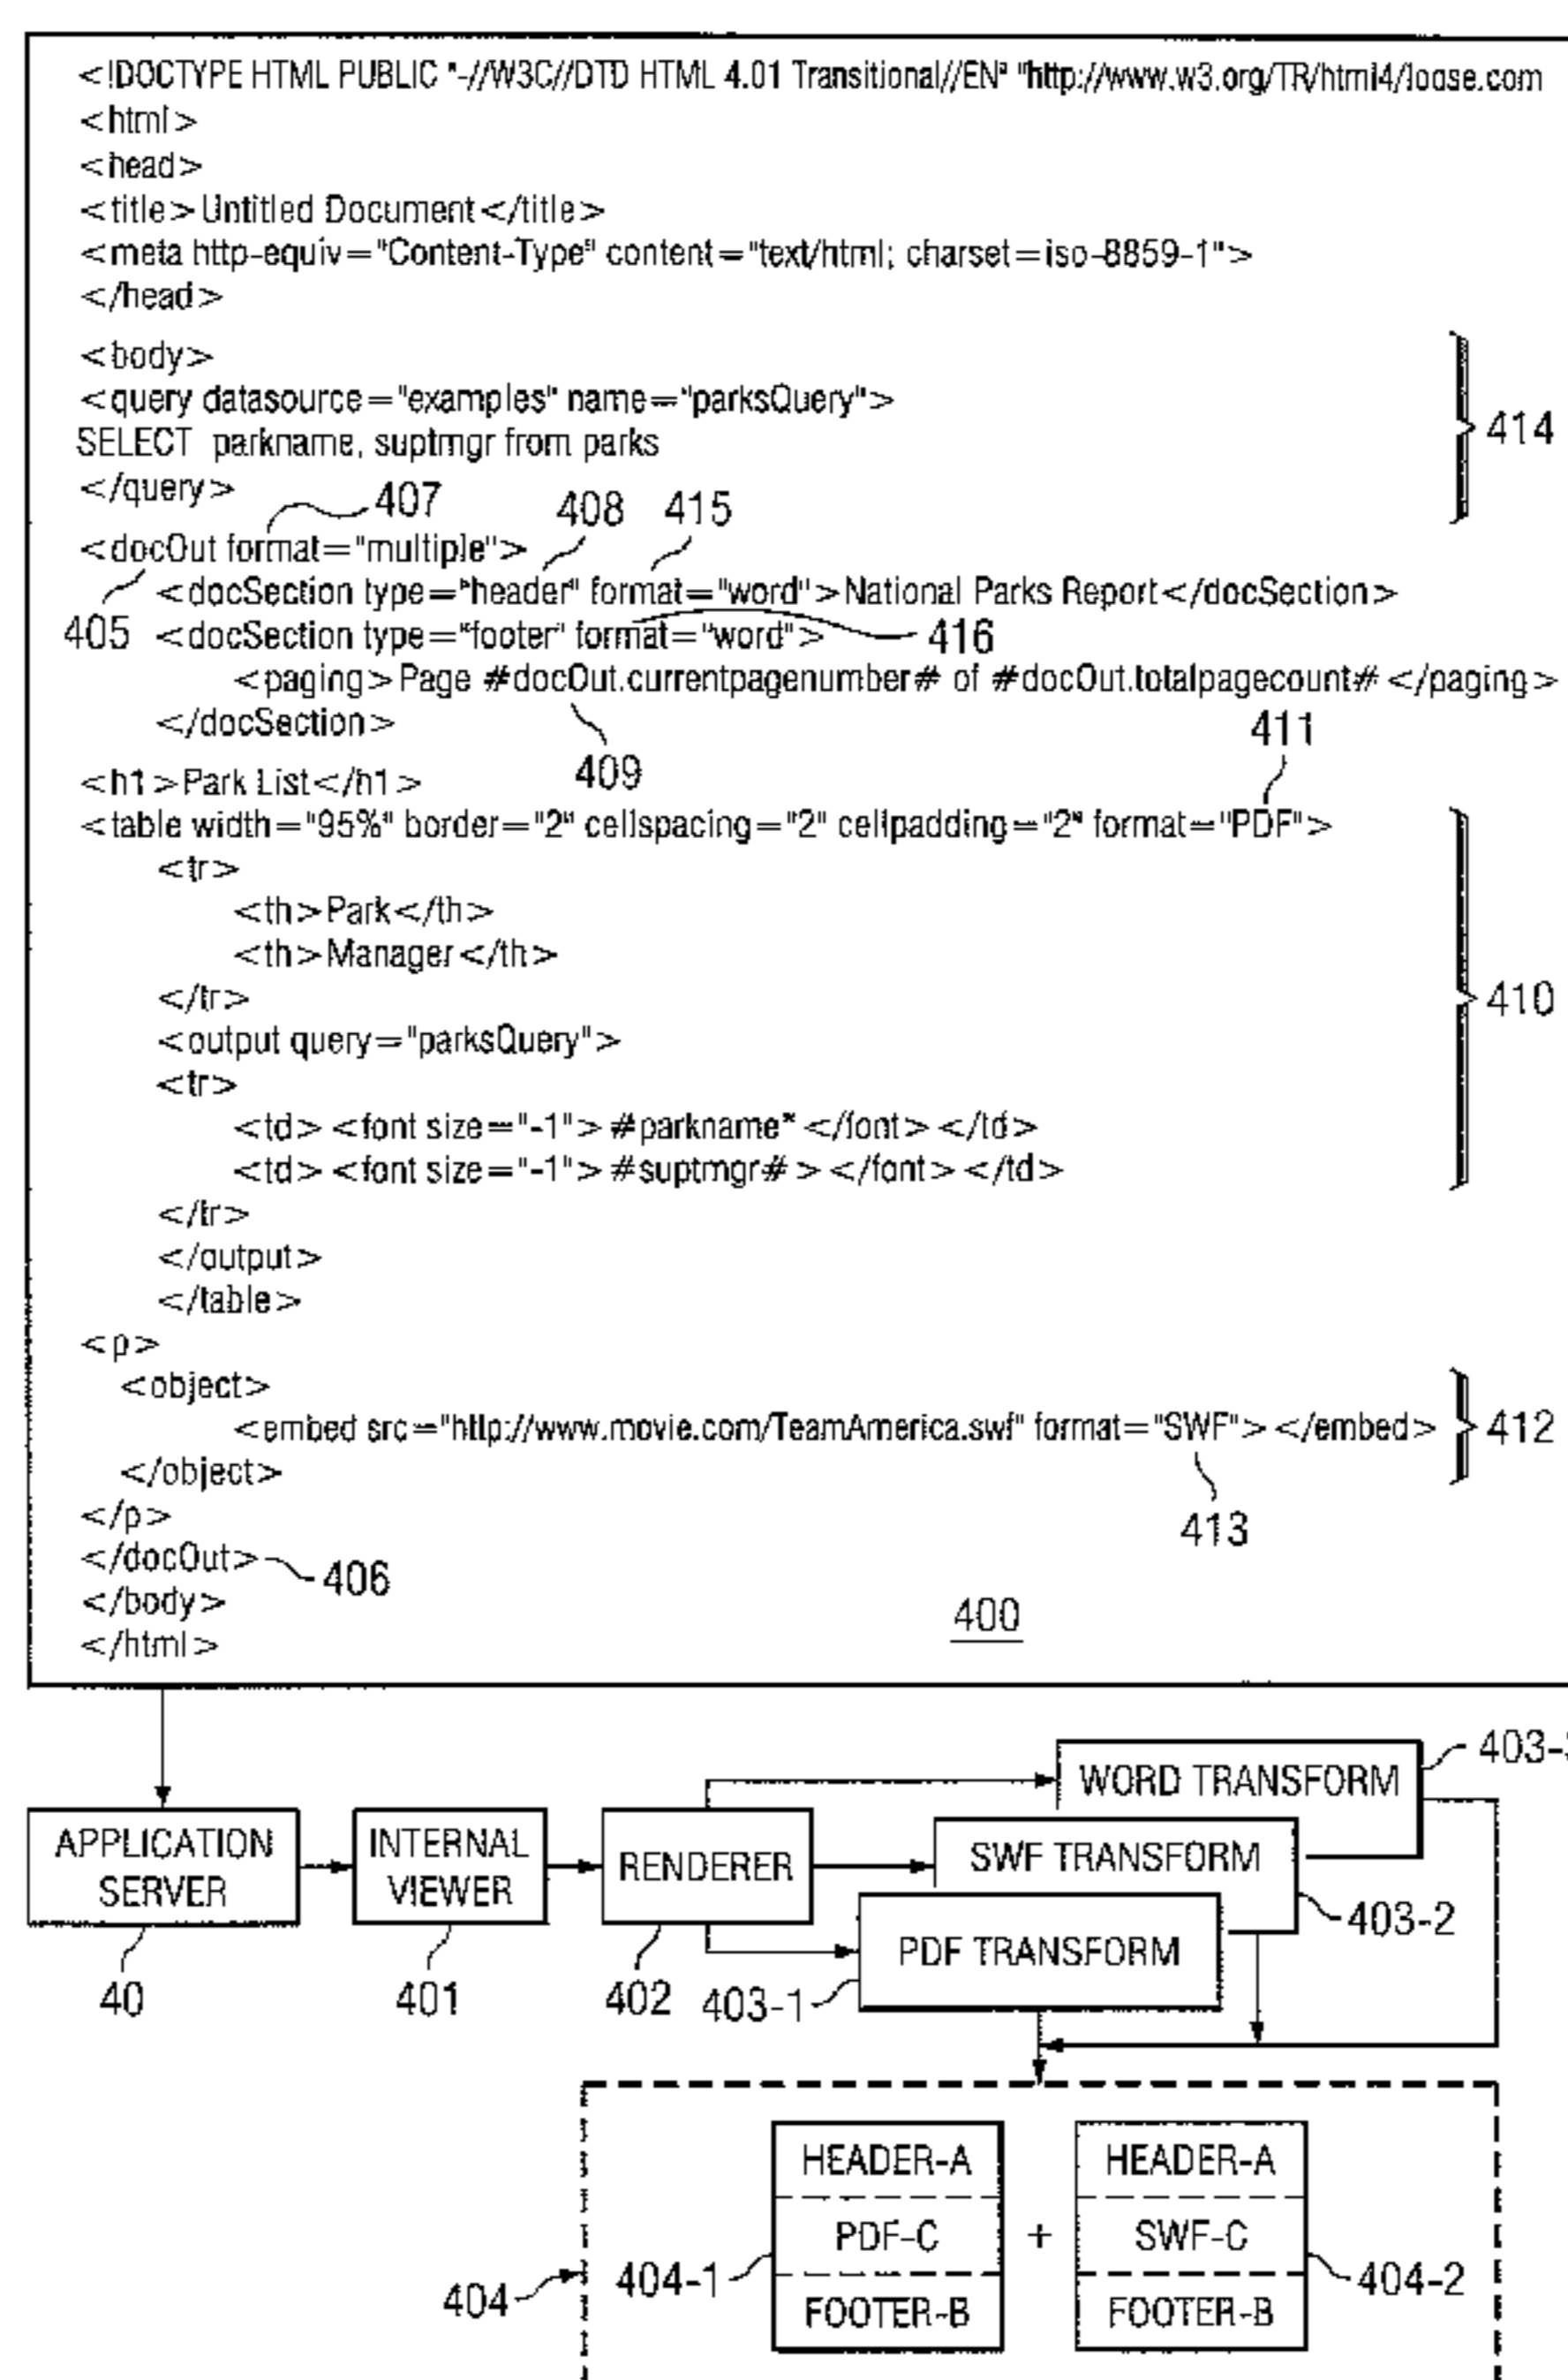 <!DOCTYPE HTML PUBLIC "-//W3C//DTD HTML 4.01 Transitional//EN" "http://www.w3.org/TR/html4/loose.com
<html>
<head>
<title>Untitled Document</title>
<meta http-equiv="Content-Type" content="text/html; charset=iso-8859-1">
</head>
<body>
<query datasource="examples" name="parksQuery">
414
SELECT parkname, suptmgr from parks
</query>
407
408
415
<docOut format="multiple">
<docSection type="header" format="word">National Parks Report</docSection>
405
<docSection type="footer" format="word">
416
<paging>Page #docOut.currentpagenumber# of #docOut.totalpagecount#</paging>
</docSection>
411
409
<h1>Park List</h1>
<table width="95%" border="2" cellspacing="2" cellpadding="2" format="PDF">
<tr>
<th>Park</th>
<th>Manager</th>
</tr>
410
<output query="parksQuery">
<tr>
<td><font size="-1">#parkname*</font></td>
<td><font size="-1">#suptmgr#></font></td>
</tr>
</output>
</table>
<p>
<object>
<embed src="http://www.movie.com/TeamAmerica.swf" format="SWF"></embed>
412
</object>
413
</p>
</docOut>
406
</body>
400
</html>
403-3
WORD TRANSFORM
APPLICATION
SERVER
INTERNAL
VIEWER
RENDERER
SWF TRANSFORM
403-2
PDF TRANSFORM
40
401
402
403-1
HEADER-A
HEADER-A
PDF-C
+
SWF-C
404
404-1
404-2
FOOTER-B
FOOTER-B